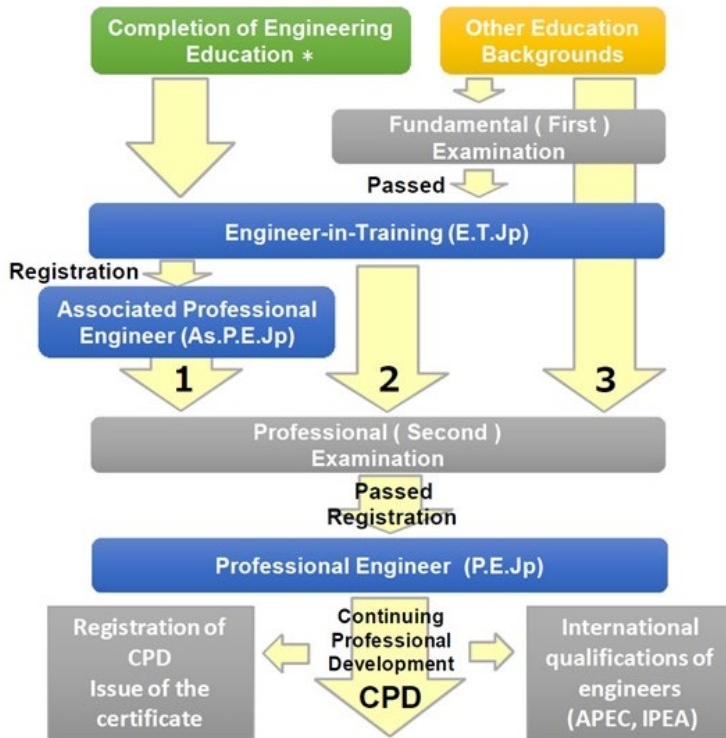 Completion of Engineering
Education *
Other Education
Backgrounds
Fundamental ( First )
Examination
Passed
Engineer-in-Training (E.T.Jp)
Registration
Associated Professional
Engineer (As.P.E.Jp)
1
2
3
Professional ( Second )
Examination
Passed
Registration
Professional Engineer (P.E.Jp)
Registration of
CPD
Issue of the
certificate
Continuing
Professional
Development
CPD
International
qualifications of
engineers
(APEC, IPEA)